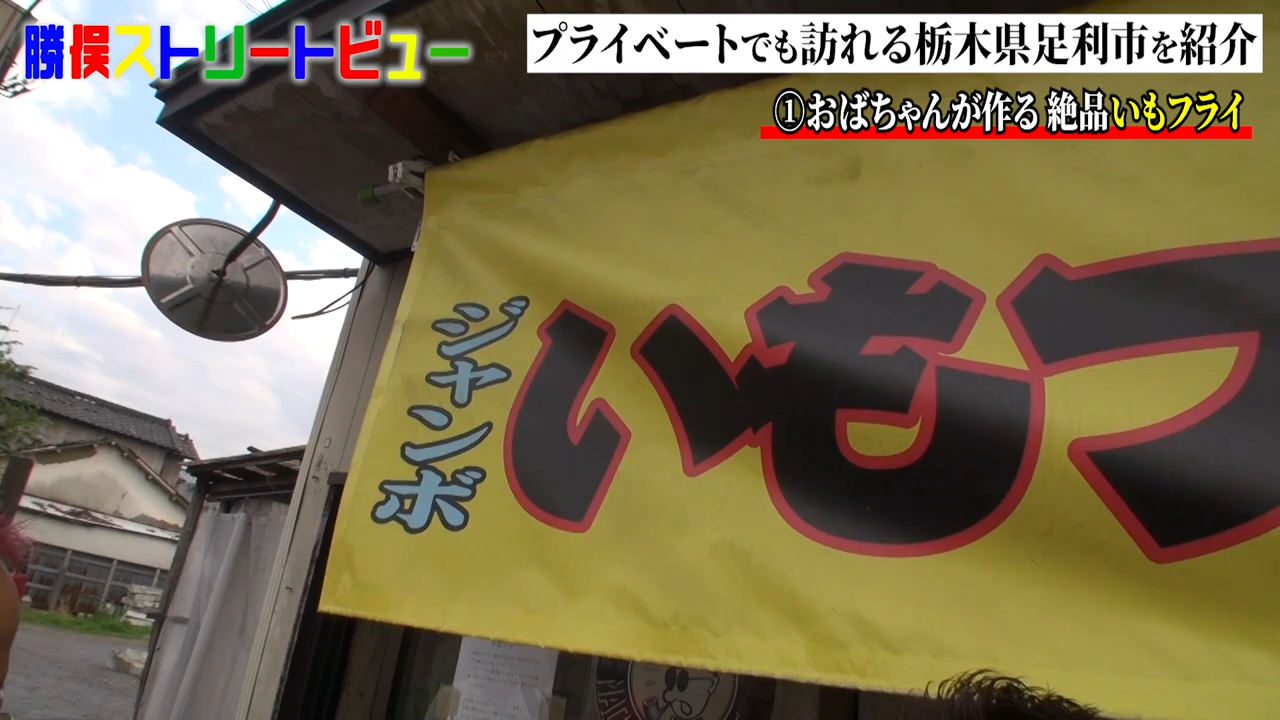 勝俣ストリートビュー
プライベートでも訪れる栃木県足利市を紹介
①おばちゃんが作る 絶品いもフライ
ジャンボ
いもフ